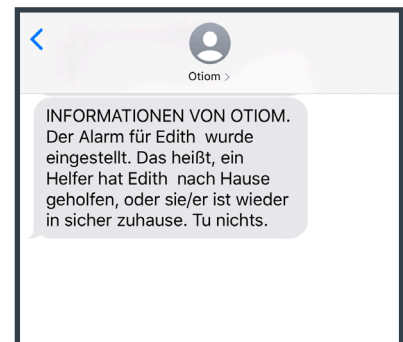 Otiom >
INFORMATIONEN VON OTIOM.
Der Alarm für Edith wurde
eingestellt. Das heißt, ein
Helfer hat Edith nach Hause
geholfen, oder sie/er ist wieder
in sicher zuhause. Tu nichts.